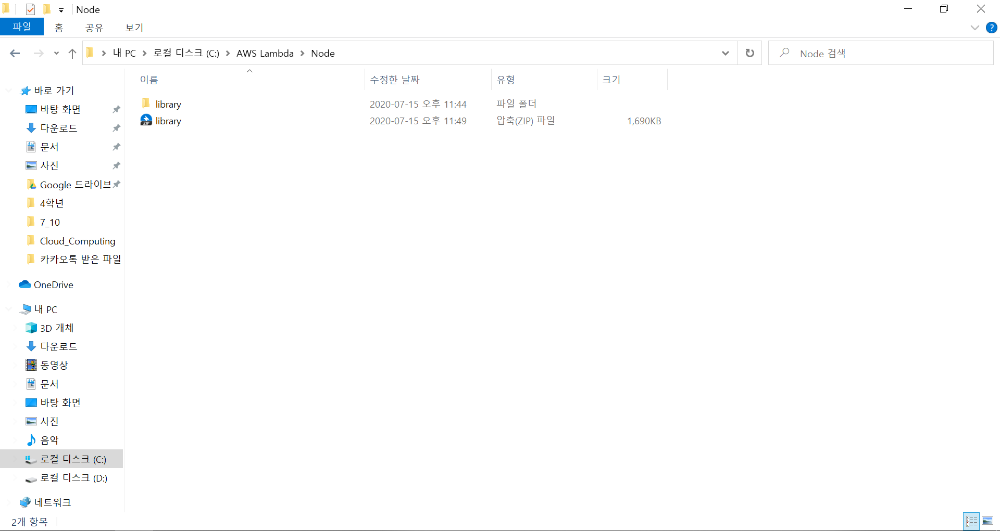 Node
파일 홈 공유 보기
내 PC 로컬 디스크 (C:) AWS Lambda Node
Node 검색
이름 수정한 날짜 유형 크기
library 2020-07-15 오후 11:44 파일 폴더
ZIP library 2020-07-15 오후 11:49 압축(ZIP) 파일 1,690KB
바로 가기
바탕 화면
다운로드
문서
사진
Google 드라이브
4학년
7_10
Cloud_Computing
카카오톡 받은 파일
OneDrive
내 PC
3D 개체
다운로드
동영상
문서
바탕 화면
사진
음악
로컬 디스크 (C:)
로컬 디스크 (D:)
네트워크
2개 항목